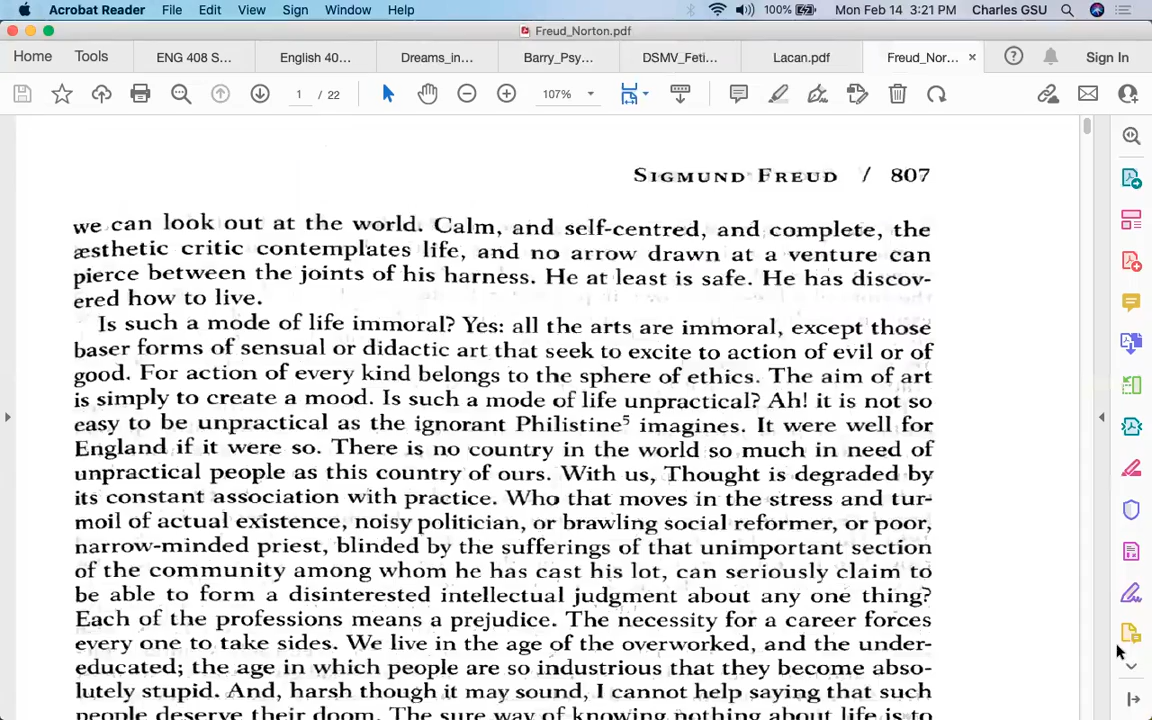 Acrobat Reader File Edit View Sign Window Help 100% Mon Feb 14 3:21 PM Charles GSU
Freud_Norton.pdf
Home Tools ENG 408 S... English 40... Dreams_in... Barry_Psy... DSMV_Feti... Lacan.pdf Freud_Nor... × ? Sign In
1 / 22 107%
SIGMUND FREUD / 807
we can look out at the world. Calm, and self-centred, and complete, the
æsthetic critic contemplates life, and no arrow drawn at a venture can
pierce between the joints of his harness. He at least is safe. He has discov-
ered how to live.
Is such a mode of life immoral? Yes: all the arts are immoral, except those
baser forms of sensual or didactic art that seek to excite to action of evil or of
good. For action of every kind belongs to the sphere of ethics. The aim of art
is simply to create a mood. Is such a mode of life unpractical? Ah! it is not so
easy to be unpractical as the ignorant Philistine⁵ imagines. It were well for
England if it were so. There is no country in the world so much in need of
unpractical people as this country of ours. With us, Thought is degraded by
its constant association with practice. Who that moves in the stress and tur-
moil of actual existence, noisy politician, or brawling social reformer, or poor,
narrow-minded priest, blinded by the sufferings of that unimportant section
of the community among whom he has cast his lot, can seriously claim to
be able to form a disinterested intellectual judgment about any one thing?
Each of the professions means a prejudice. The necessity for a career forces
every one to take sides. We live in the age of the overworked, and the under-
educated; the age in which people are so industrious that they become abso-
lutely stupid. And, harsh though it may sound, I cannot help saying that such
people deserve their doom. The sure way of knowing nothing about life is to